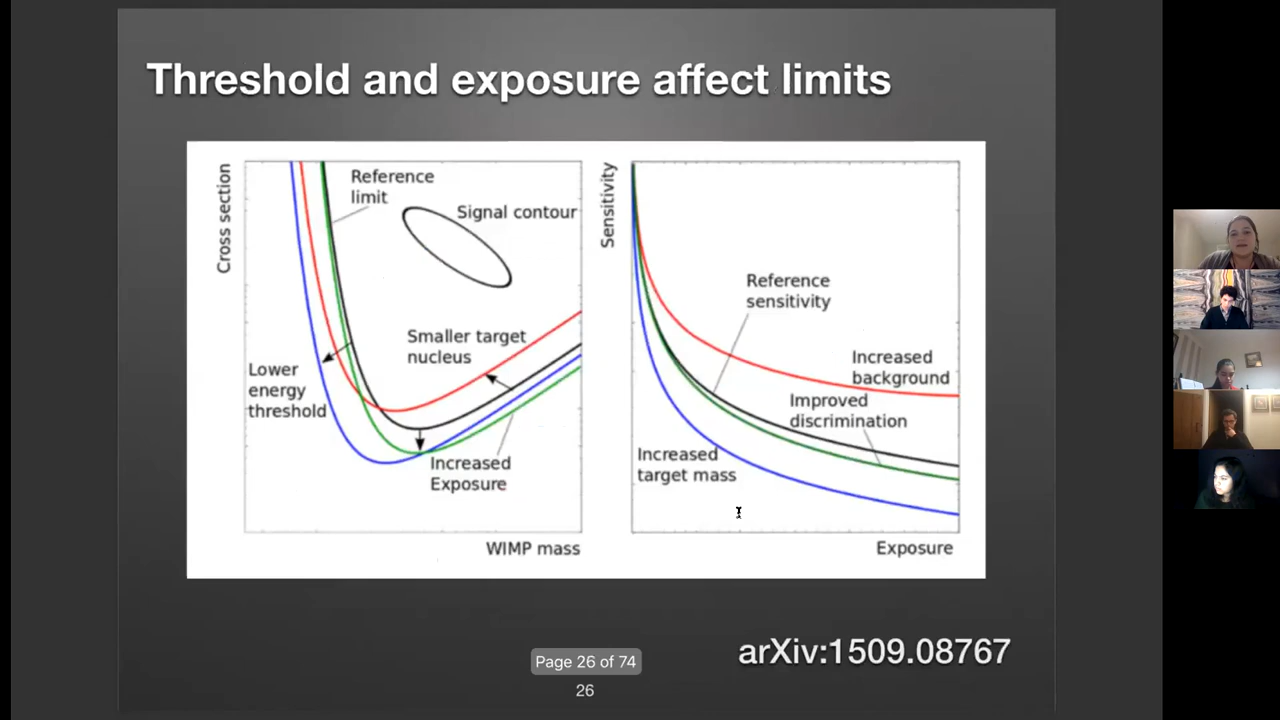 Threshold and exposure affect limits
Cross section
Reference
limit
Signal contour
Smaller target
nucleus
Lower
energy
threshold
Increased
Exposure
WIMP mass
Sensitivity
Reference
sensitivity
Increased
background
Improved
discrimination
Increased
target mass
Exposure
arXiv:1509.08767
Page 26 of 74
26